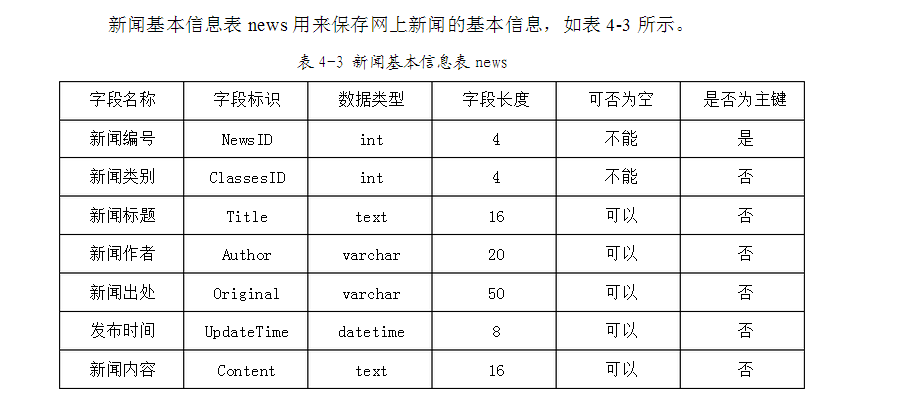 新闻基本信息表 news 用来保存网上新闻的基本信息，如表 4-3 所示。
表 4-3 新闻基本信息表 news
字段名称 字段标识 数据类型 字段长度 可否为空 是否为主键
新闻编号 NewsID int 4 不能 是
新闻类别 ClassesID int 4 不能 否
新闻标题 Title text 16 可以 否
新闻作者 Author varchar 20 可以 否
新闻出处 Original varchar 50 可以 否
发布时间 UpdateTime datetime 8 可以 否
新闻内容 Content text 16 可以 否